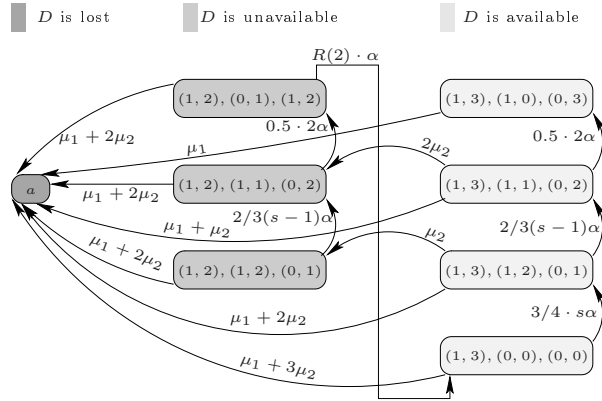 D is lost D is unavailable D is available
R(2) · α
(1, 2), (0, 1), (1, 2) (1, 3), (1, 0), (0, 3)
μ₁ + 2μ₂ μ₁ 0.5 · 2α 2μ₂ 0.5 · 2α
a (1, 2), (1, 1), (0, 2) (1, 3), (1, 1), (0, 2)
μ₁ + 2μ₂ μ₁ + μ₂ 2/3(s − 1)α 2/3(s − 1)α
μ₁ + 2μ₂ μ₂
(1, 2), (1, 2), (0, 1) (1, 3), (1, 2), (0, 1)
μ₁ + 2μ₂ 3/4 · sα
(1, 3), (0, 0), (0, 0)
μ₁ + 3μ₂